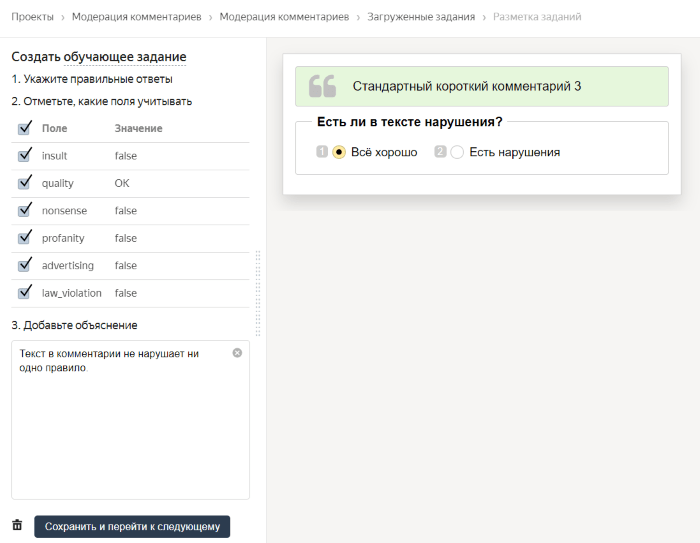 Проекты › Модерация комментариев › Модерация комментариев › Загруженные задания › Разметка заданий
Создать обучающее задание
1. Укажите правильные ответы
2. Отметьте, какие поля учитывать
Поле Значение
insult false
quality OK
nonsense false
profanity false
advertising false
law_violation false
3. Добавьте объяснение
Текст в комментарии не нарушает ни
одно правило.
Сохранить и перейти к следующему
Стандартный короткий комментарий 3
Есть ли в тексте нарушения?
1 Всё хорошо 2 Есть нарушения